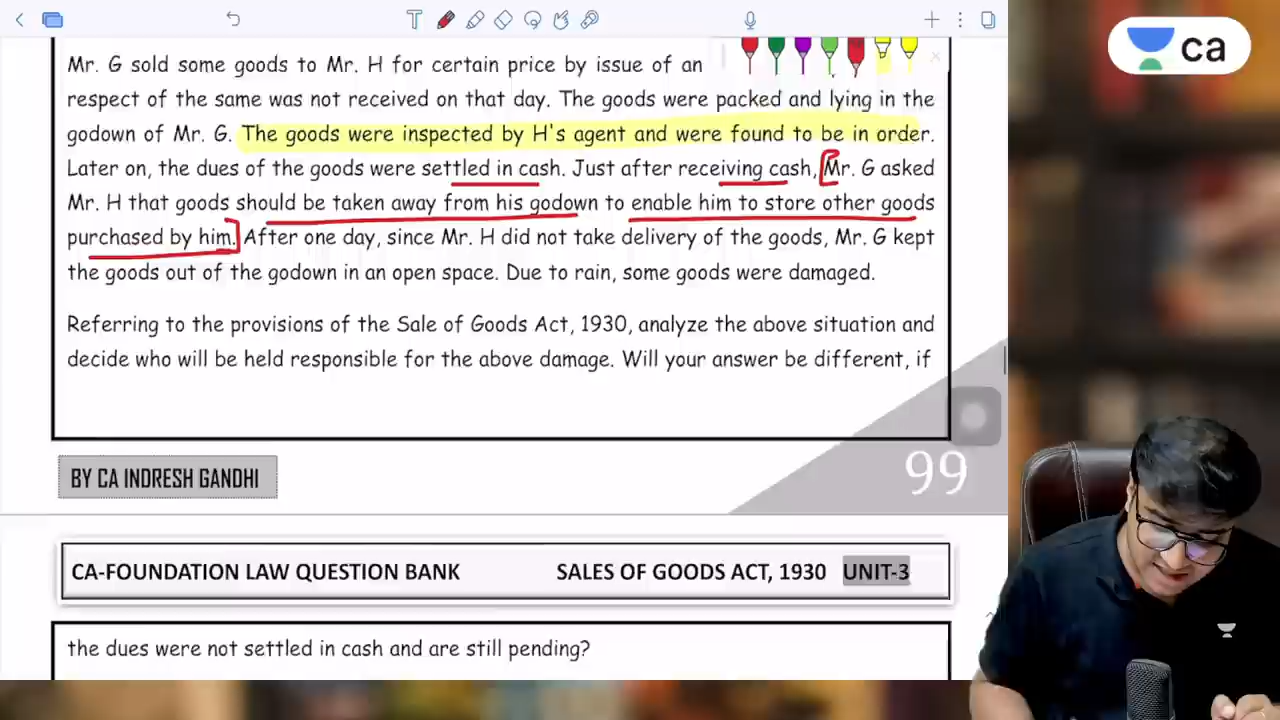 ca
Mr. G sold some goods to Mr. H for certain price by issue of an
respect of the same was not received on that day. The goods were packed and lying in the
godown of Mr. G. The goods were inspected by H's agent and were found to be in order.
Later on, the dues of the goods were settled in cash. Just after receiving cash, Mr. G asked
Mr. H that goods should be taken away from his godown to enable him to store other goods
purchased by him. After one day, since Mr. H did not take delivery of the goods, Mr. G kept
the goods out of the godown in an open space. Due to rain, some goods were damaged.
Referring to the provisions of the Sale of Goods Act, 1930, analyze the above situation and
decide who will be held responsible for the above damage. Will your answer be different, if
BY CA INDRESH GANDHI
99
CA-FOUNDATION LAW QUESTION BANK SALES OF GOODS ACT, 1930 UNIT-3
the dues were not settled in cash and are still pending?